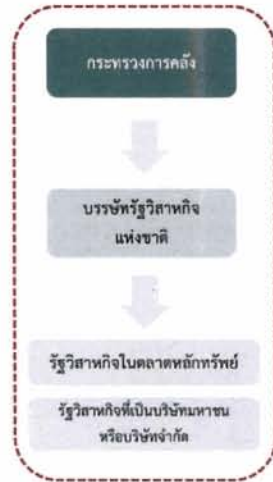 กระทรวงการคลัง
บรรษัทรัฐวิสาหกิจ
แห่งชาติ
รัฐวิสาหกิจในตลาดหลักทรัพย์
รัฐวิสาหกิจที่เป็นบริษัทมหาชน
หรือบริษัทจำกัด